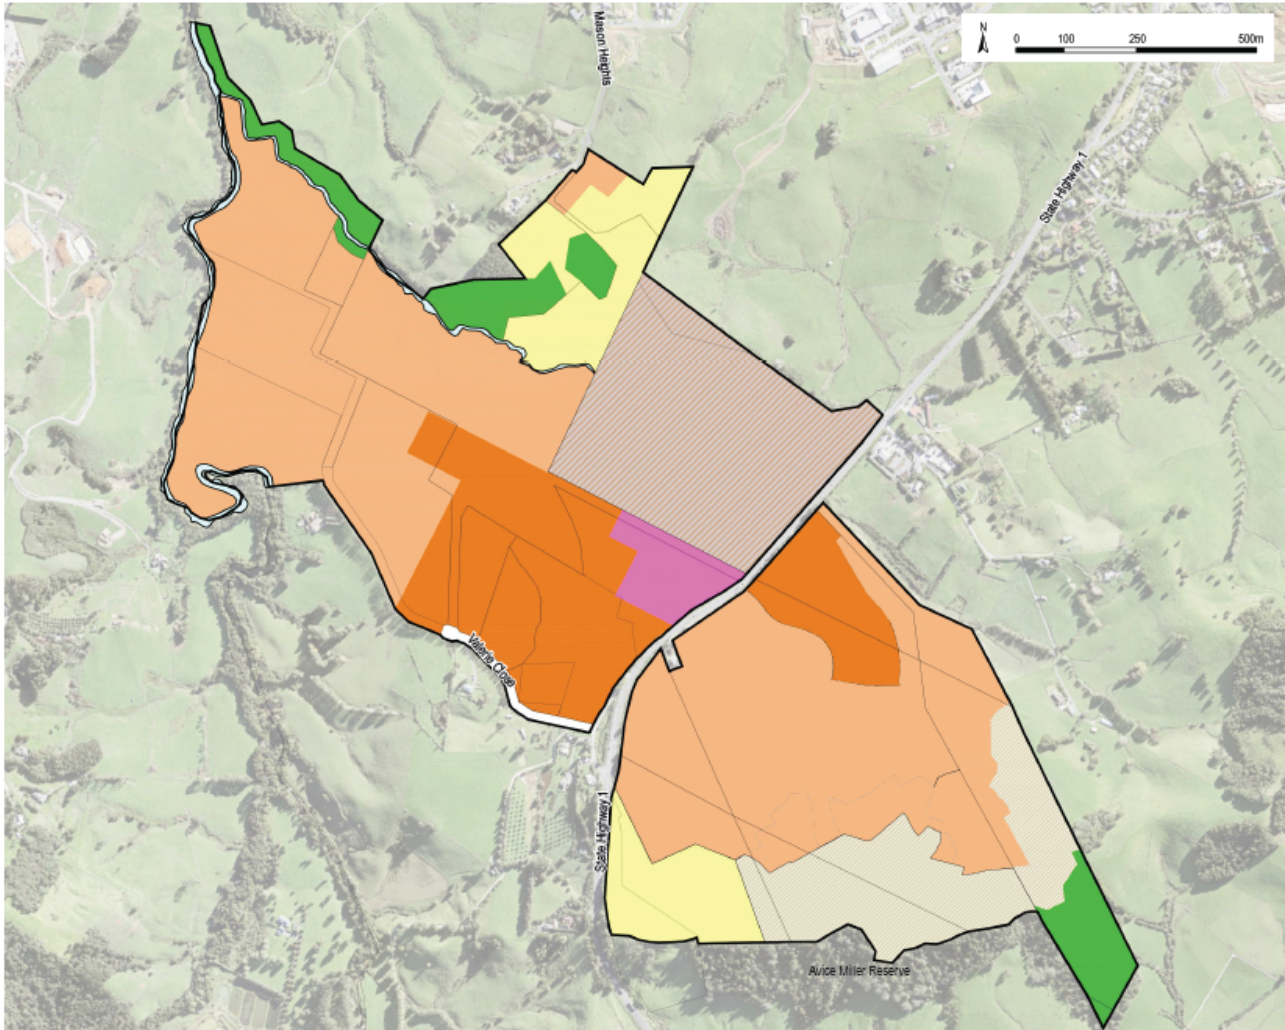 Mason Heights
N
0 100 250 500m
State Highway 1
Valerie Close
State Highway 1
Avice Miller Reserve